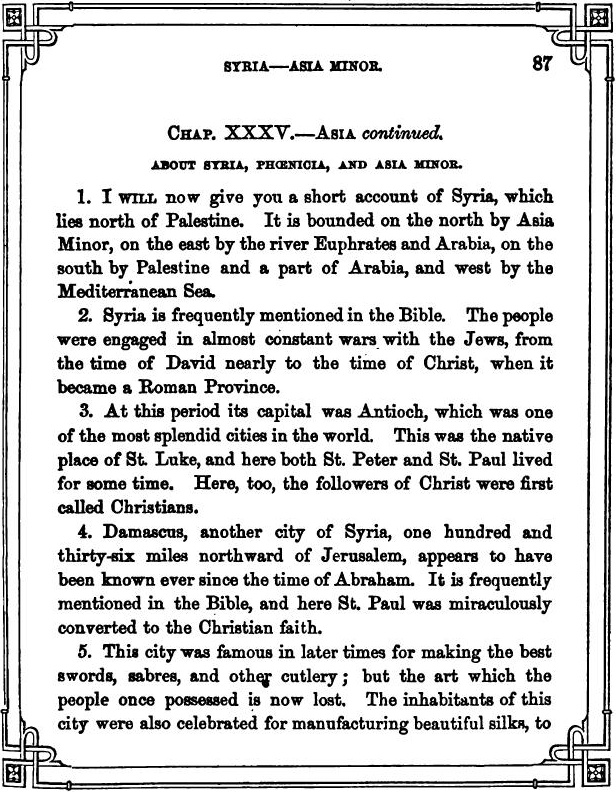 SYRIA—ASIA MINOR.
87
CHAP. XXXV.—ASIA continued.
ABOUT SYRIA, PHŒNICIA, AND ASIA MINOR.
1. I WILL now give you a short account of Syria, which
lies north of Palestine. It is bounded on the north by Asia
Minor, on the east by the river Euphrates and Arabia, on the
south by Palestine and a part of Arabia, and west by the
Mediterranean Sea.
2. Syria is frequently mentioned in the Bible. The people
were engaged in almost constant wars with the Jews, from
the time of David nearly to the time of Christ, when it
became a Roman Province.
3. At this period its capital was Antioch, which was one
of the most splendid cities in the world. This was the native
place of St. Luke, and here both St. Peter and St. Paul lived
for some time. Here, too, the followers of Christ were first
called Christians.
4. Damascus, another city of Syria, one hundred and
thirty-six miles northward of Jerusalem, appears to have
been known ever since the time of Abraham. It is frequently
mentioned in the Bible, and here St. Paul was miraculously
converted to the Christian faith.
5. This city was famous in later times for making the best
swords, sabres, and other cutlery; but the art which the
people once possessed is now lost. The inhabitants of this
city were also celebrated for manufacturing beautiful silks, to